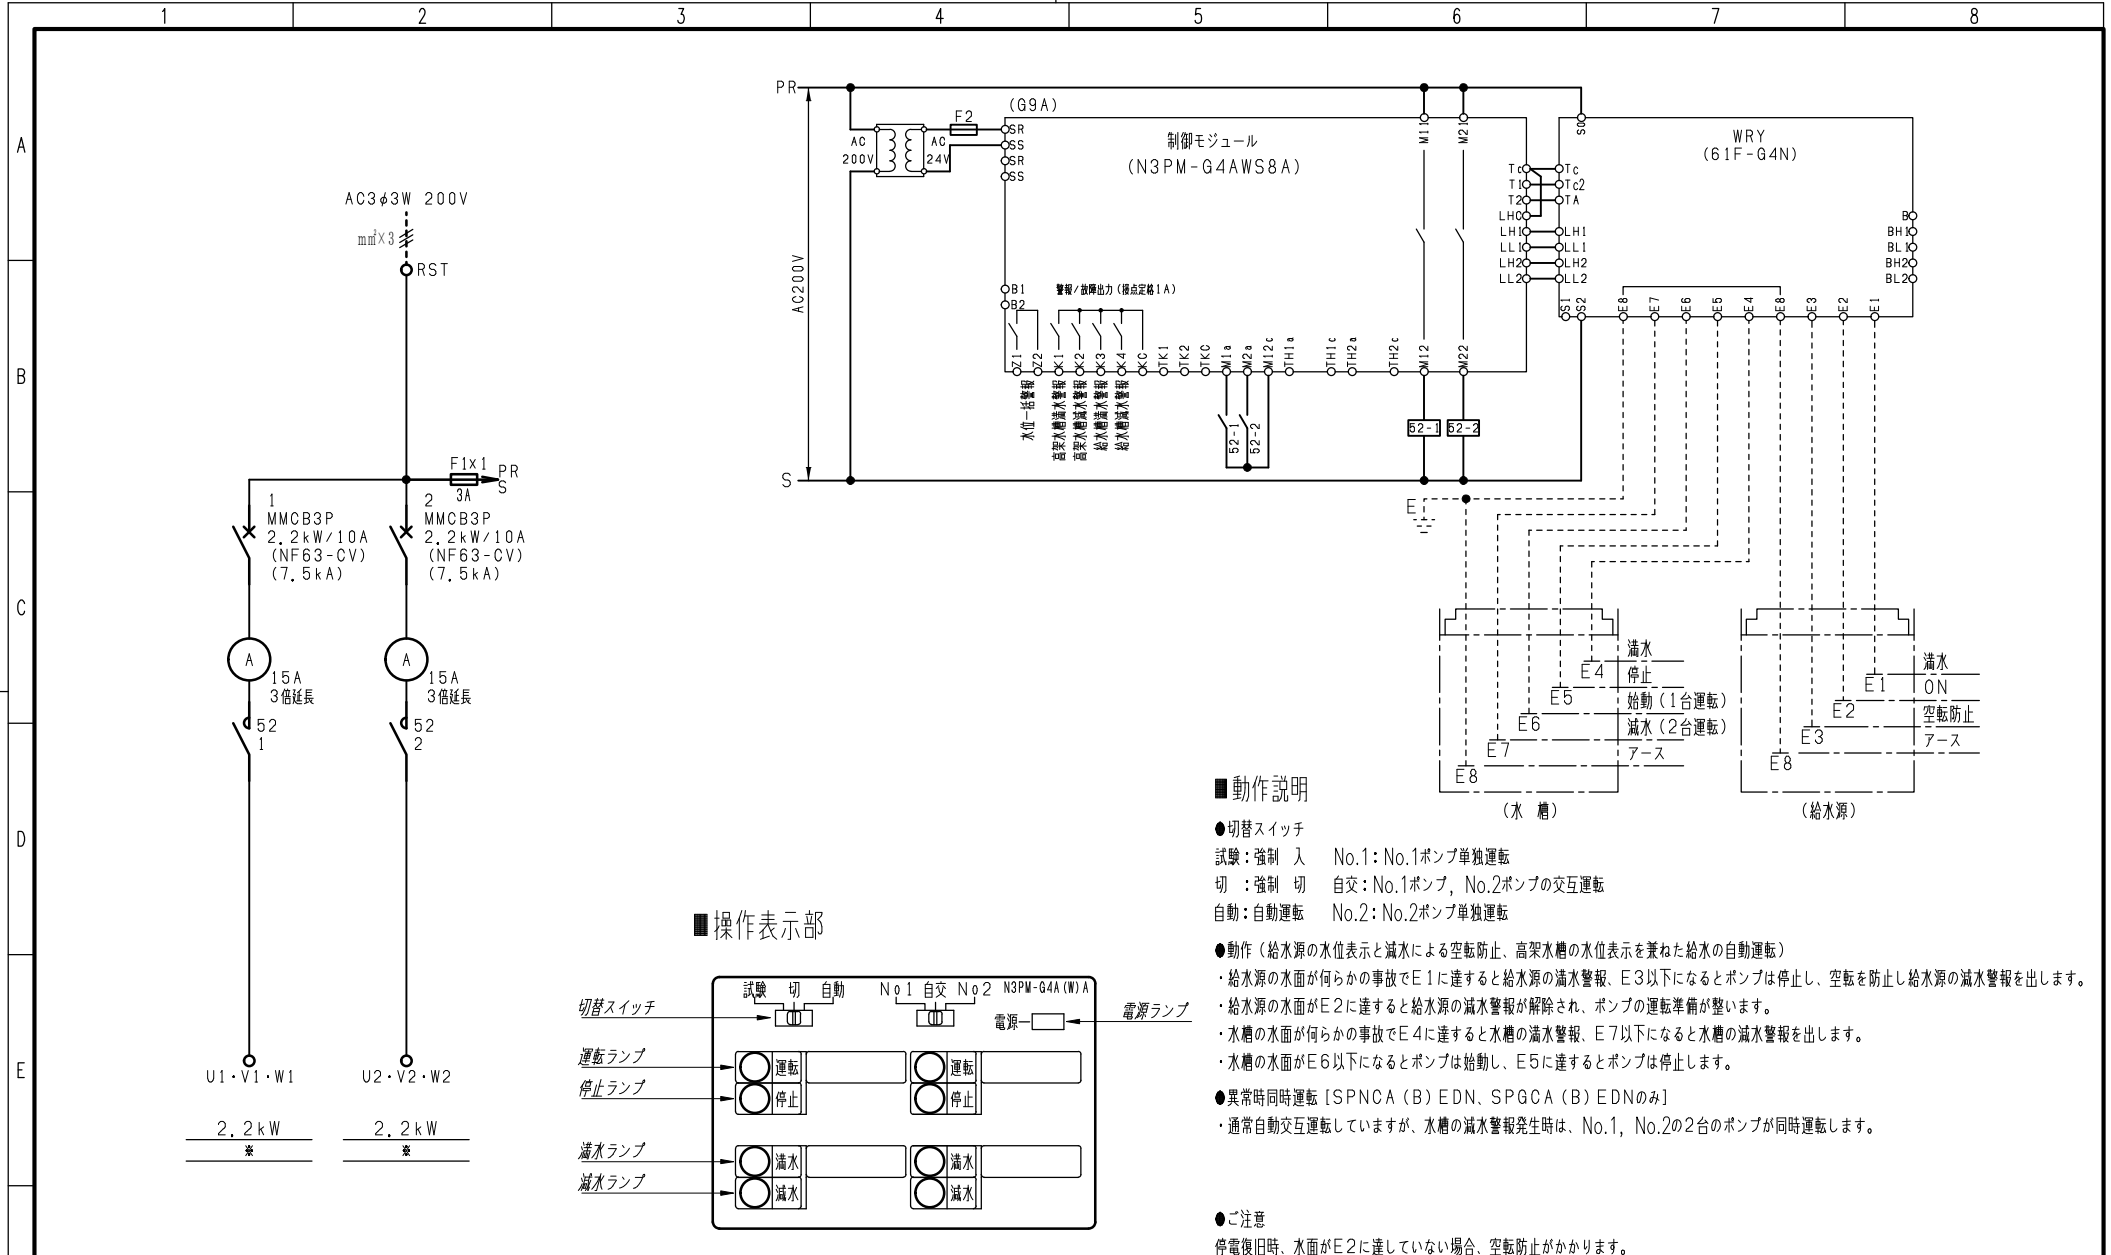 1 2 3 4 5 6 7 8
A
B
C
D
E
AC3φ3W 200V
mm²×3
RST
F1×1
3A
PR
S
1
MMCB3P
2.2kW/10A
(NF63-CV)
(7.5kA)
2
MMCB3P
2.2kW/10A
(NF63-CV)
(7.5kA)
A
15A
3倍延長
A
15A
3倍延長
52
1
52
2
U1・V1・W1
U2・V2・W2
2.2kW
※
2.2kW
※
PR
AC200V
S
AC
200V
AC
24V
F2
(G9A)
SR
SS
SR
SS
制御モジュール
(N3PM-G4AWS8A)
M11
M21
B1
B2
警報/故障出力(接点定格1A)
Z1 Z2 K1 K2 K3 K4 KC TK1 TK2 TKC M1a M2a M12c TH1a TH1c TH2a TH2c M12 M22
水位一括警報
高架水槽満水警報
高架水槽減水警報
給水槽満水警報
給水槽減水警報
52-1
52-2
52-1
52-2
Tc
T1
T2
LHC
LH1
LL1
LH2
LL2
S0
WRY
(61F-G4N)
Tc
Tc2
TA
LH1
LL1
LH2
LL2
B
BH1
BL1
BH2
BL2
S1 S2 E8 E7 E6 E5 E4 E8 E3 E2 E1
E
満水
E4
停止
E5
始動(1台運転)
E6
減水(2台運転)
E7
アース
E8
(水 槽)
満水
E1
ON
E2
空転防止
E3
アース
E8
(給水源)
■動作説明
●切替スイッチ
試験:強制 入 No.1:No.1ポンプ単独運転
切 :強制 切 自交:No.1ポンプ, No.2ポンプの交互運転
自動:自動運転 No.2:No.2ポンプ単独運転
●動作(給水源の水位表示と減水による空転防止、高架水槽の水位表示を兼ねた給水の自動運転)
・給水源の水面が何らかの事故でE1に達すると給水源の満水警報、E3以下になるとポンプは停止し、空転を防止し給水源の減水警報を出します。
・給水源の水面がE2に達すると給水源の減水警報が解除され、ポンプの運転準備が整います。
・水槽の水面が何らかの事故でE4に達すると水槽の満水警報、E7以下になると水槽の減水警報を出します。
・水槽の水面がE6以下になるとポンプは始動し、E5に達するとポンプは停止します。
●異常時同時運転[SPNCA(B)EDN、SPGCA(B)EDNのみ]
・通常自動交互運転していますが、水槽の減水警報発生時は、No.1, No.2の2台のポンプが同時運転します。
●ご注意
停電復旧時、水面がE2に達していない場合、空転防止がかかります。
■操作表示部
試験 切 自動 No1 自交 No2 N3PM-G4A(W)A
切替スイッチ
電源
電源ランプ
運転ランプ
運転
運転
停止ランプ
停止
停止
満水ランプ
満水
満水
減水ランプ
減水
減水